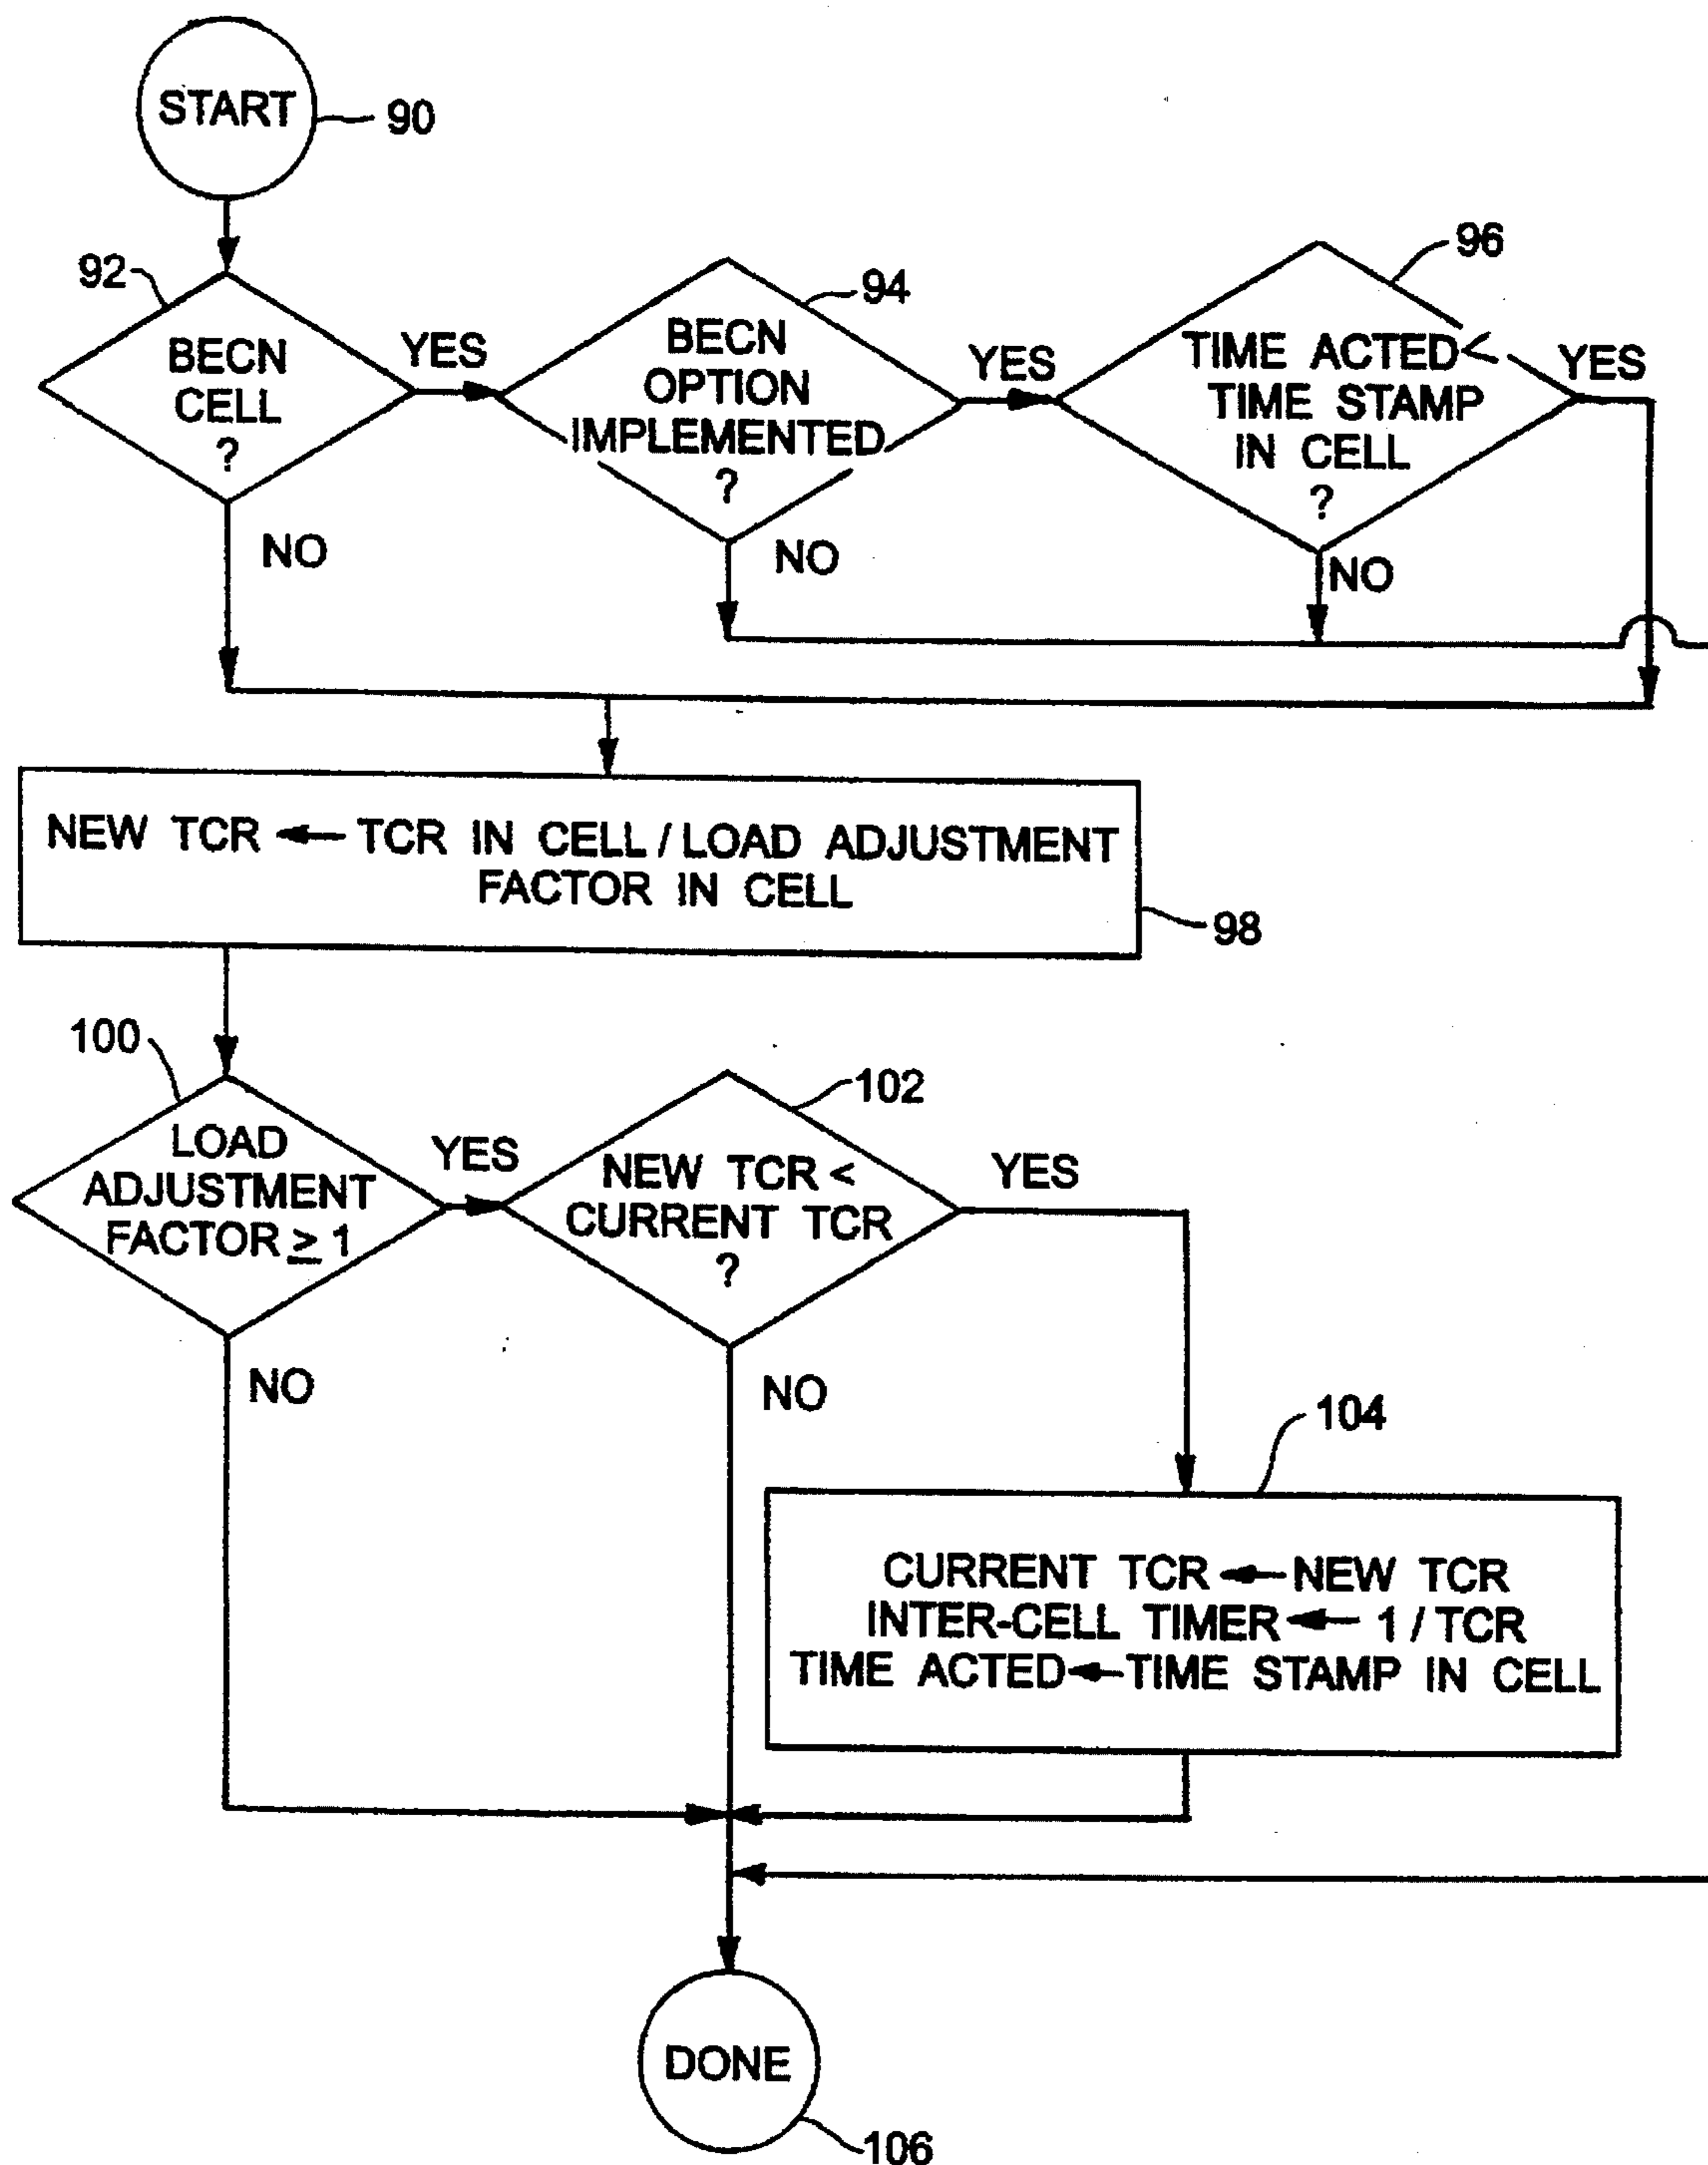 START
90
92
BECN
CELL
?
YES
94
BECN
OPTION
IMPLEMENTED
?
YES
96
TIME ACTED<
TIME STAMP
IN CELL
?
YES
NO
NO
NO
NEW TCR ← TCR IN CELL / LOAD ADJUSTMENT
FACTOR IN CELL
98
100
LOAD
ADJUSTMENT
FACTOR ≥ 1
YES
102
NEW TCR <
CURRENT TCR
?
YES
NO
NO
104
CURRENT TCR ← NEW TCR
INTER-CELL TIMER ← 1 / TCR
TIME ACTED ← TIME STAMP IN CELL
DONE
106